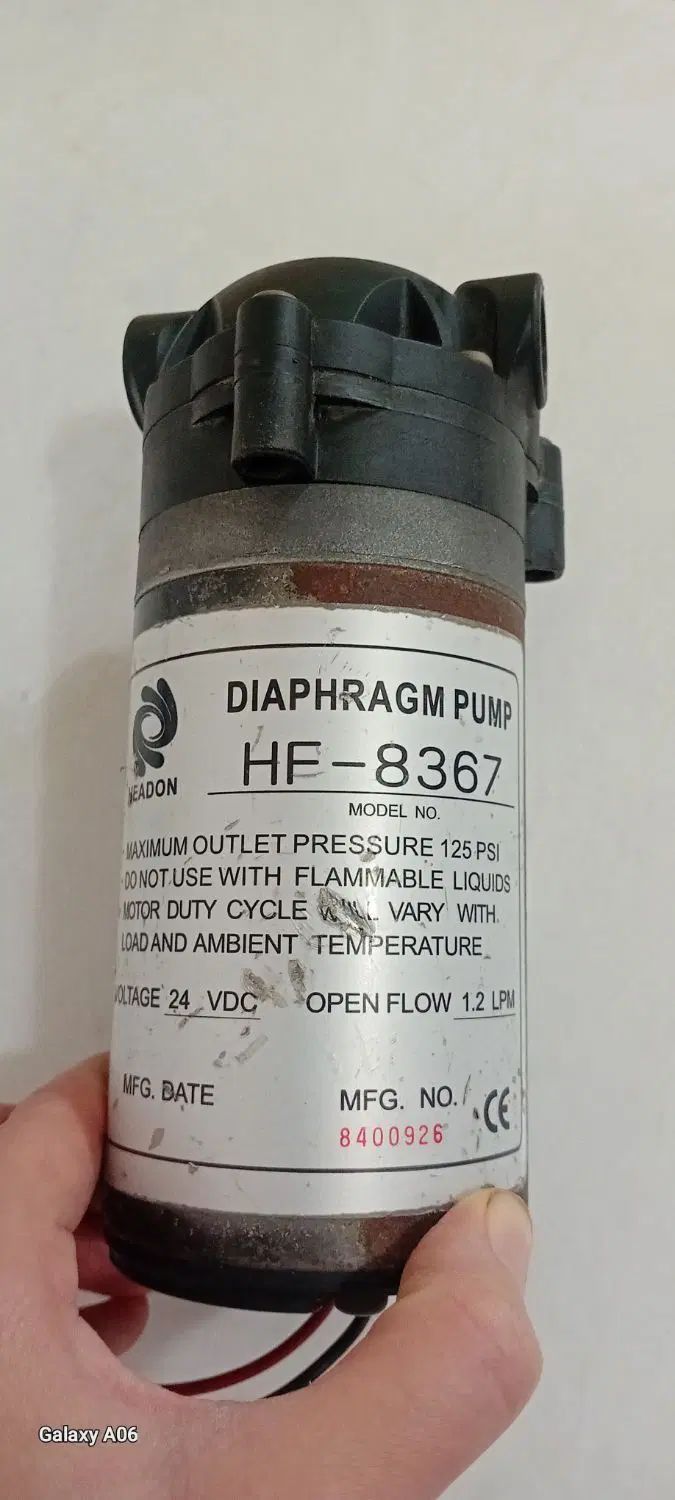 DIAPHRAGM PUMP
HF-8367
MEADON
MODEL NO.
MAXIMUM OUTLET PRESSURE 125 PSI
DO NOT USE WITH FLAMMABLE LIQUIDS
MOTOR DUTY CYCLE WILL VARY WITH
LOAD AND AMBIENT TEMPERATURE
VOLTAGE 24 VDC OPEN FLOW 1.2 LPM
MFG. DATE MFG. NO.
8400926
CE
Galaxy A06